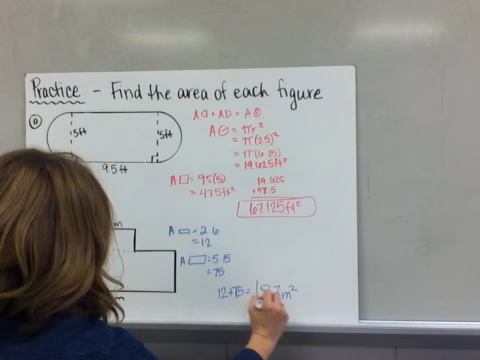 Practice - Find the area of each figure
①
5ft
5ft
9.5ft
A◁ + AD = A⊙
A⊙ = πr²
= π(2.5)²
= π(6.25)
= 19.625ft²
A▭ = 9.5(5)
= 47.5ft²
19.625
+ 47.5
67.125ft²
A▭ = 2·6
= 12
A▭ = 5·15
= 75
12+75 = 87m²
m
m